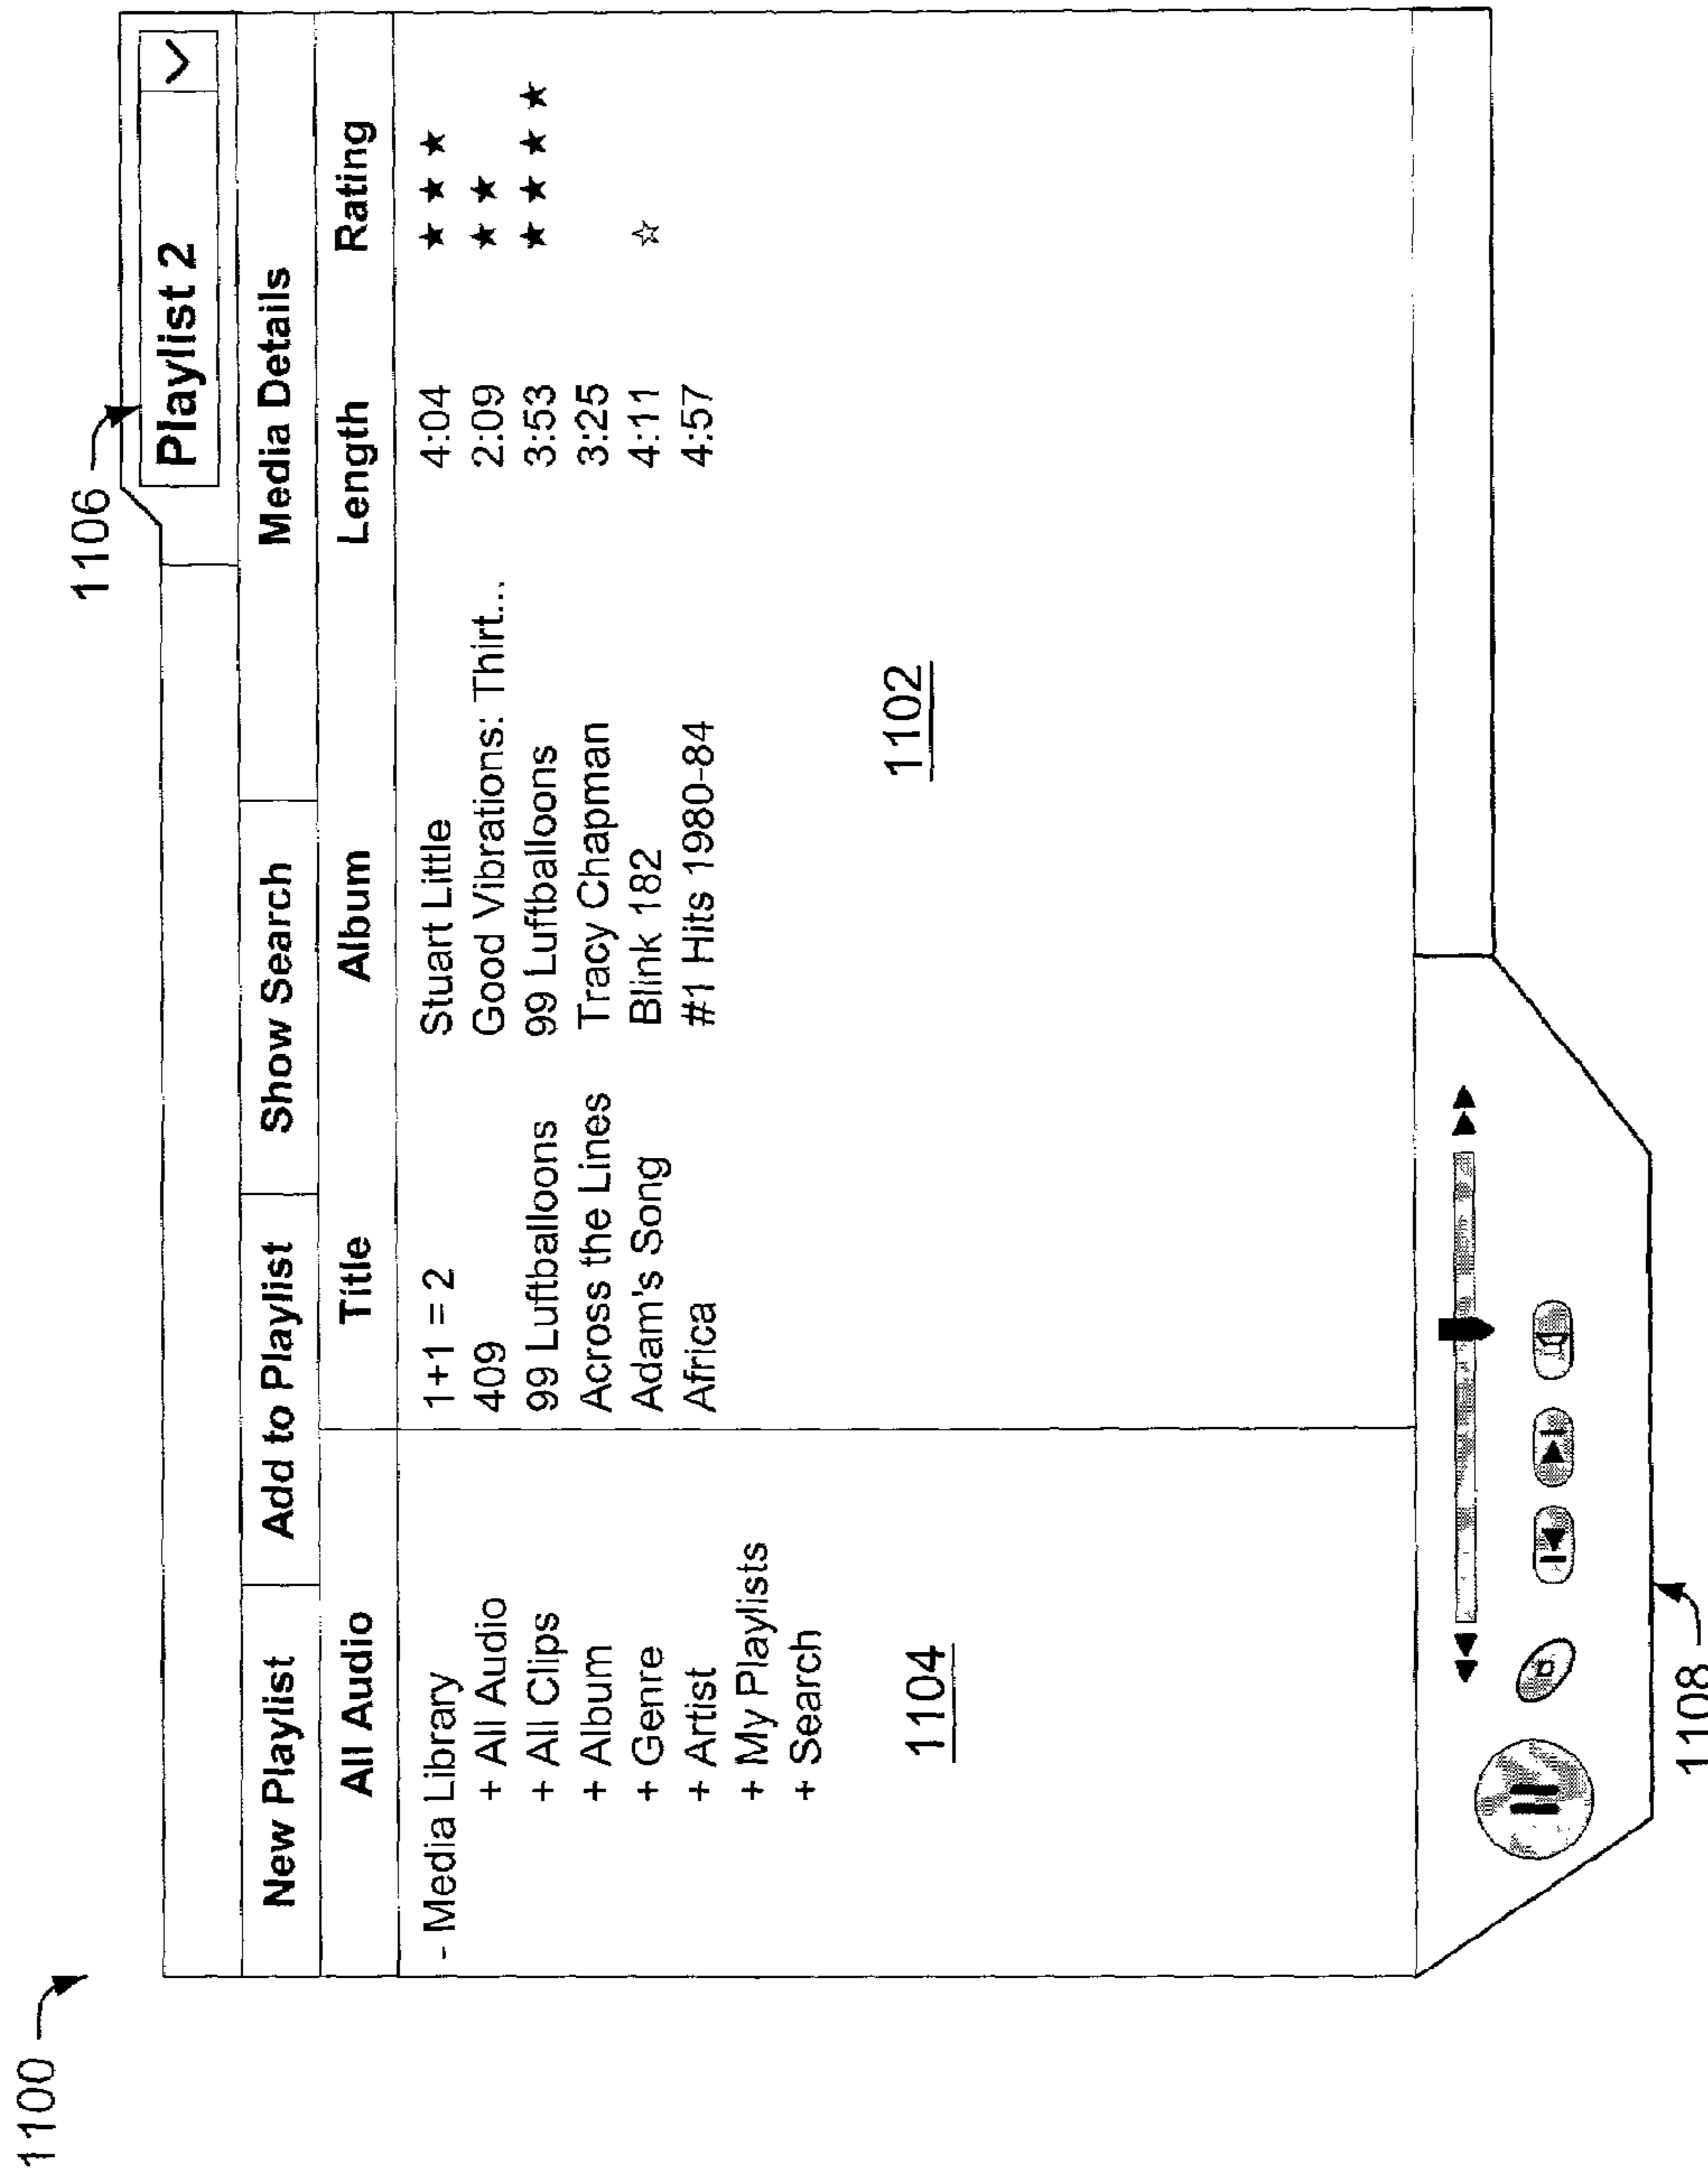 1100
1106
Playlist 2
New Playlist Add to Playlist Show Search Media Details
All Audio Title Album Length Rating
- Media Library
+ All Audio
+ All Clips
+ Album
+ Genre
+ Artist
+ My Playlists
+ Search
1104
1+1 = 2 Stuart Little 4:04 ★ ★ ★
409 Good Vibrations: Thirt... 2:09 ★ ★
99 Luftballoons 99 Luftballoons 3:53 ★ ★ ★ ★
Across the Lines Tracy Chapman 3:25
Adam's Song Blink 182 4:11 ☆
Africa #1 Hits 1980-84 4:57
1102
1108